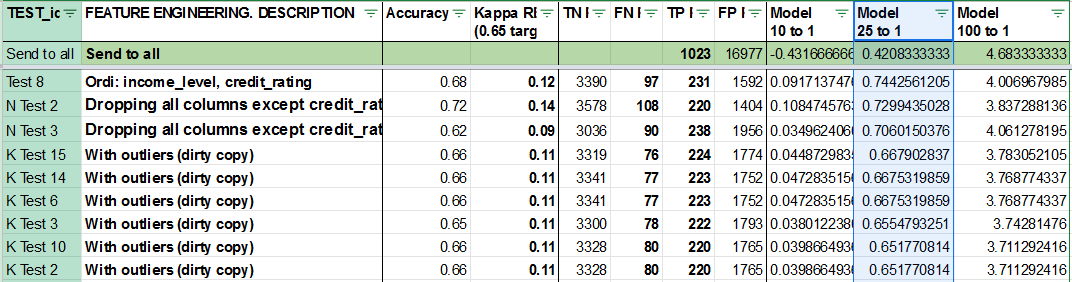 TEST_ic FEATURE ENGINEERING. DESCRIPTION Accuracy Kappa RI (0.65 targ TN FN TP FP Model 10 to 1 Model 25 to 1 Model 100 to 1
Send to all Send to all 1023 16977 -0.431666666 0.4208333333 4.683333333
Test 8 Ordi: income_level, credit_rating 0.68 0.12 3390 97 231 1592 0.091713747 0.7442561205 4.006967985
N Test 2 Dropping all columns except credit_rat 0.72 0.14 3578 108 220 1404 0.108474576 0.7299435028 3.837288136
N Test 3 Dropping all columns except credit_rat 0.62 0.09 3036 90 238 1956 0.034962406 0.7060150376 4.061278195
K Test 15 With outliers (dirty copy) 0.66 0.11 3319 76 224 1774 0.044872983 0.667902837 3.783052105
K Test 14 With outliers (dirty copy) 0.66 0.11 3341 77 223 1752 0.047283515 0.6675319859 3.768774337
K Test 6 With outliers (dirty copy) 0.66 0.11 3341 77 223 1752 0.047283515 0.6675319859 3.768774337
K Test 3 With outliers (dirty copy) 0.65 0.11 3300 78 222 1793 0.038012238 0.6554793251 3.74281476
K Test 10 With outliers (dirty copy) 0.66 0.11 3328 80 220 1765 0.039866493 0.651770814 3.711292416
K Test 2 With outliers (dirty copy) 0.66 0.11 3328 80 220 1765 0.039866493 0.651770814 3.711292416